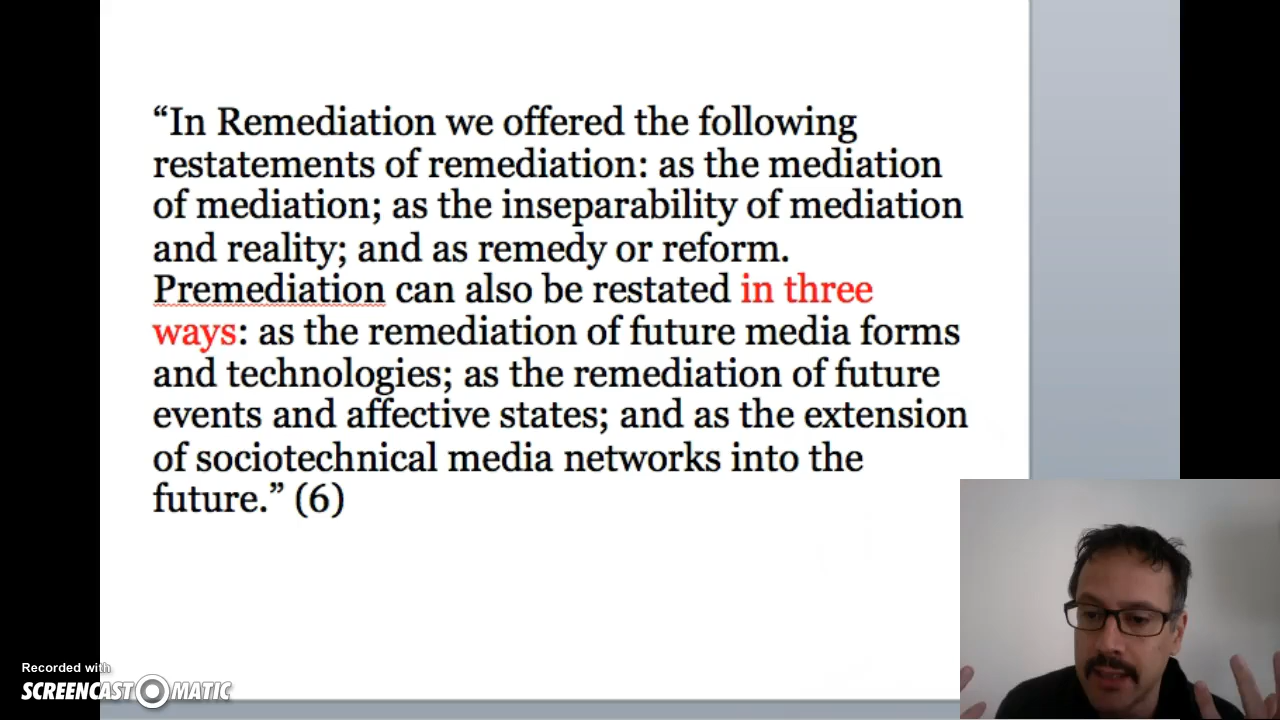 “In Remediation we offered the following
restatements of remediation: as the mediation
of mediation; as the inseparability of mediation
and reality; and as remedy or reform.
Premediation can also be restated in three
ways: as the remediation of future media forms
and technologies; as the remediation of future
events and affective states; and as the extension
of sociotechnical media networks into the
future.” (6)
Recorded with
SCREENCAST O MATIC